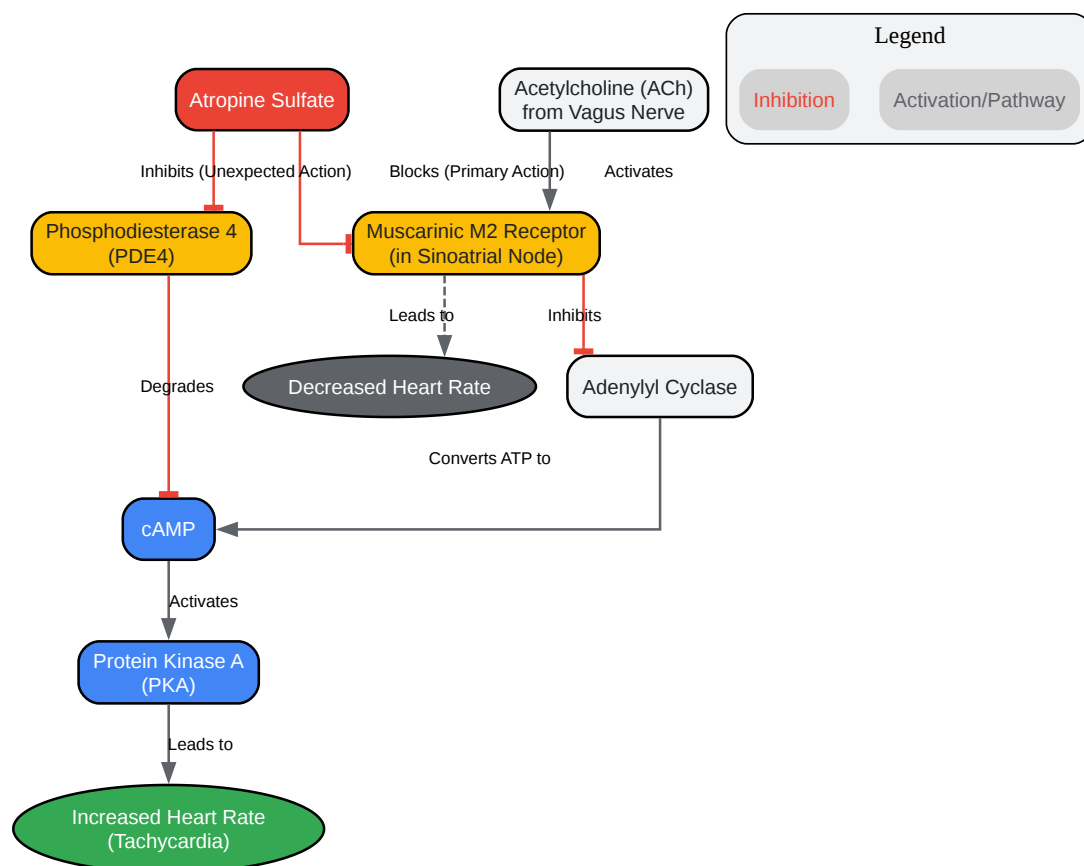 Legend
Inhibition
Activation/Pathway
Atropine Sulfate
Acetylcholine (ACh)
from Vagus Nerve
Inhibits (Unexpected Action)
Blocks (Primary Action)
Activates
Phosphodiesterase 4
(PDE4)
Muscarinic M2 Receptor
(in Sinoatrial Node)
Leads to
Inhibits
Degrades
Decreased Heart Rate
Adenylyl Cyclase
Converts ATP to
cAMP
Activates
Protein Kinase A
(PKA)
Leads to
Increased Heart Rate
(Tachycardia)